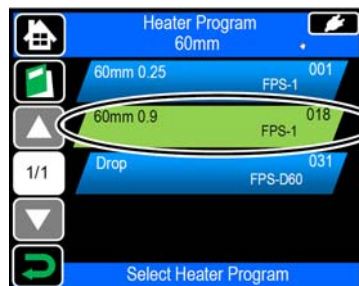 Heater Program
60mm
60mm 0.25 001
FPS-1
60mm 0.9 018
FPS-1
1/1
Drop 031
FPS-D60
Select Heater Program